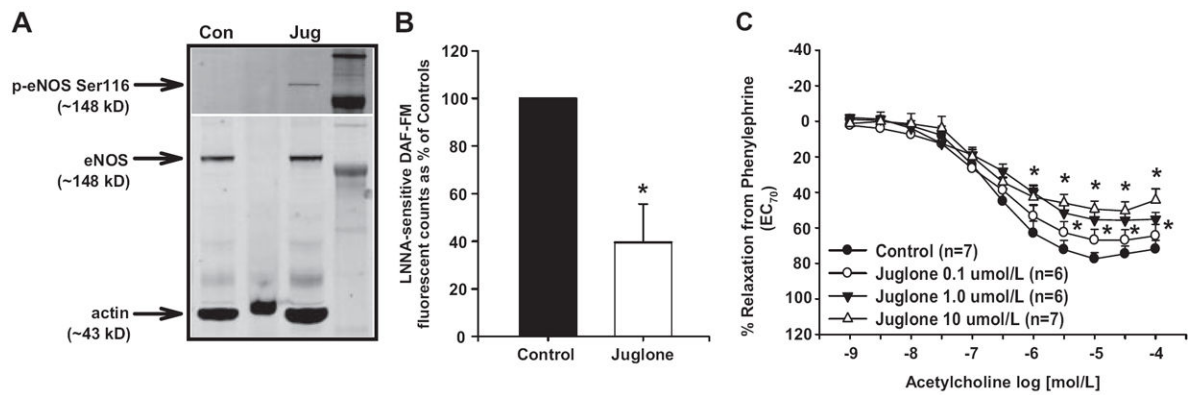 A
Con
Jug
p-eNOS Ser116
(~148 kD)
eNOS
(~148 kD)
actin
(~43 kD)
B
LNNA-sensitive DAF-FM
fluorescent counts as % of Controls
120
100
80
60
40
20
0
*
Control
Juglone
C
% Relaxation from Phenylephrine
(EC70)
-40
-20
0
20
40
60
80
100
120
* * * * *
* * * *
Control (n=7)
Juglone 0.1 umol/L (n=6)
Juglone 1.0 umol/L (n=6)
Juglone 10 umol/L (n=7)
-9 -8 -7 -6 -5 -4
Acetylcholine log [mol/L]